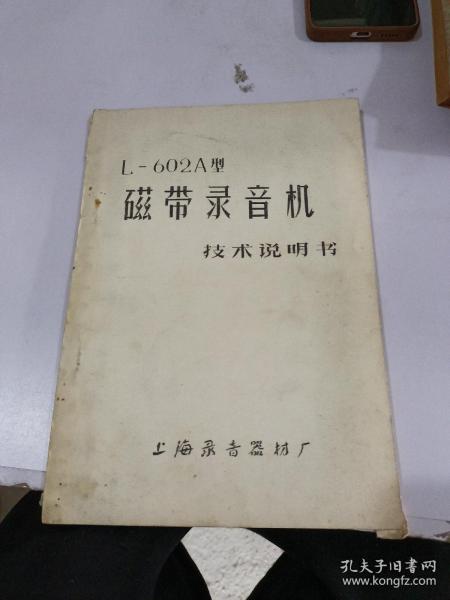 L-602A型
磁带录音机
技术说明书
上海录音器材厂
孔夫子旧书网
www.kongfz.com